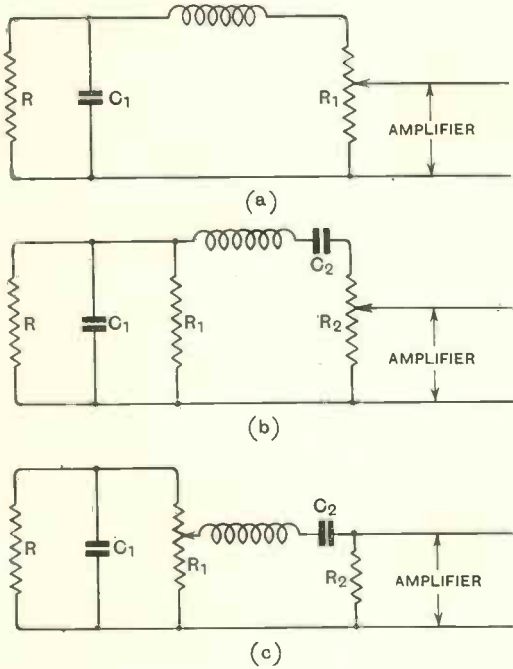 R C1 R1
AMPLIFIER
(a)
C2
R C1 R1 R2
AMPLIFIER
(b)
C2
R C1 R1 R2
AMPLIFIER
(c)